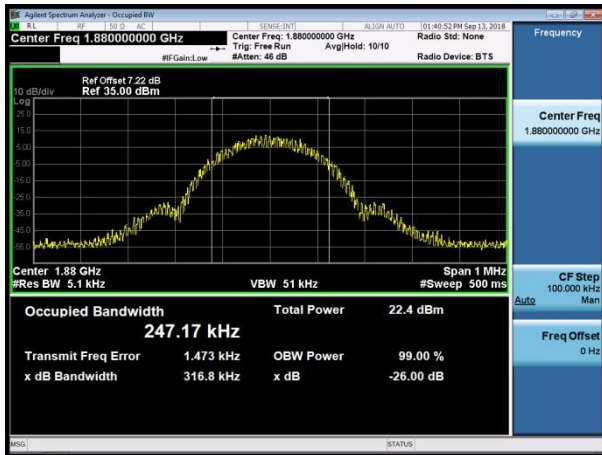 Agilent Spectrum Analyzer - Occupied BW
RL RF 50 Ω AC SENSE:INT ALIGN AUTO 01:40:52 PM Sep 13, 2018
Center Freq 1.880000000 GHz
Center Freq: 1.880000000 GHz
Radio Std: None
Trig: Free Run Avg|Hold: 10/10
#IFGain:Low #Atten: 46 dB Radio Device: BTS
Ref Offset 7.22 dB
10 dB/div Ref 35.00 dBm
Log
25.0
15.0
5.00
-5.00
-15.0
-25.0
-35.0
-45.0
-55.0
Center 1.88 GHz Span 1 MHz
#Res BW 5.1 kHz VBW 51 kHz #Sweep 500 ms
Occupied Bandwidth Total Power 22.4 dBm
247.17 kHz
Transmit Freq Error 1.473 kHz OBW Power 99.00 %
x dB Bandwidth 316.8 kHz x dB -26.00 dB
MSG STATUS
Frequency
Center Freq
1.880000000 GHz
CF Step
100.000 kHz
Auto Man
Freq Offset
0 Hz